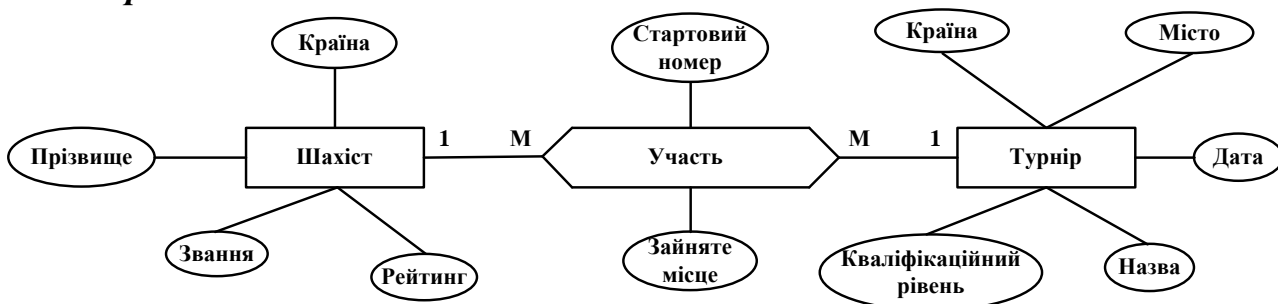 Країна
Стартовий
номер
Країна
Місто
Прізвище
Шахіст
1
М
Участь
М
1
Турнір
Дата
Звання
Рейтинг
Зайняте
місце
Кваліфікаційний
рівень
Назва